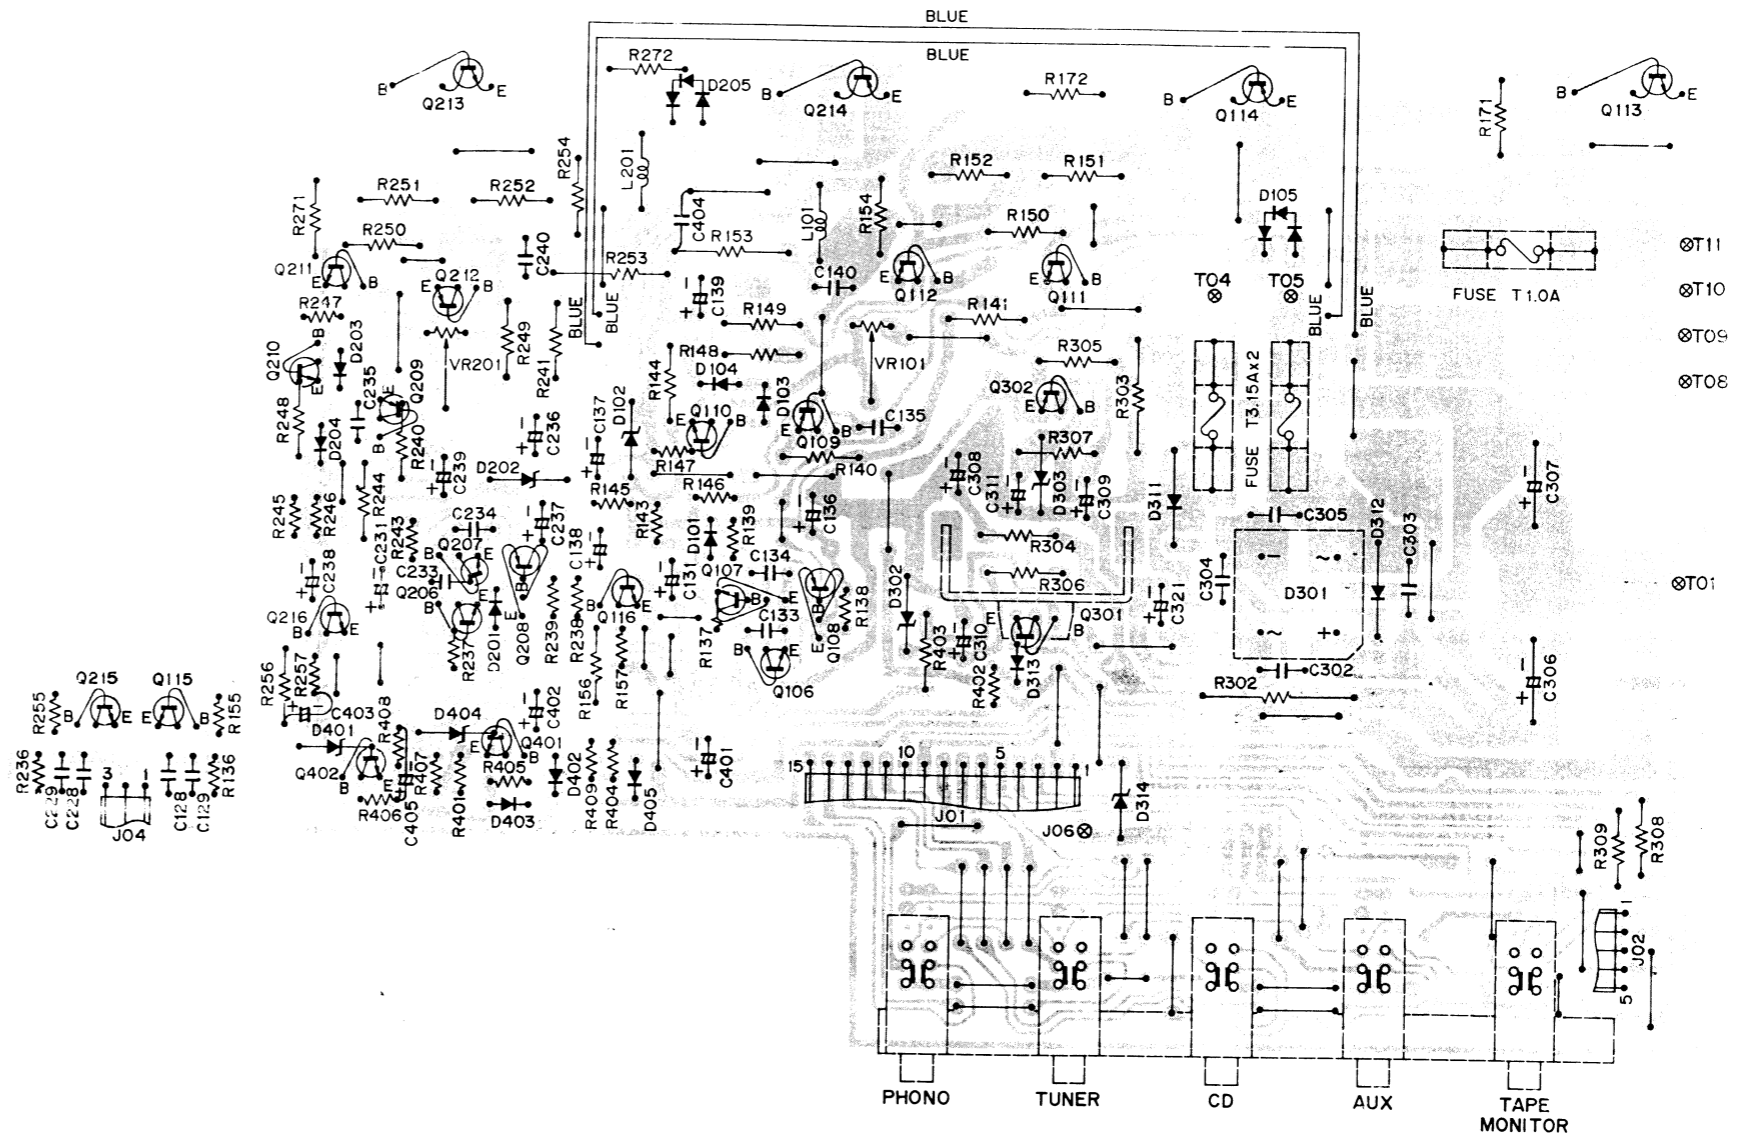 BLUE
BLUE
R272
D205
B
E
Q213
B
E
Q214
R172
B
E
Q114
R171
B
E
Q113
R254
L201
R152
R151
R251
R252
R271
R250
C240
C404
L101
R154
R153
R150
D105
R253
Q211
E
B
Q212
E
B
C139
C140
E
B
Q112
E
B
Q111
T04
T05
FUSE T1.0A
T11
T10
T09
T08
R247
D203
R249
R241
BLUE
BLUE
BLUE
BLUE
R149
R141
R148
VR201
VR101
R305
Q210
B
E
C235
E
Q209
B
R144
D104
D103
Q302
E
B
R303
FUSE T3.15Ax2
R248
D204
R240
C236
C137
D102
E
Q110
B
E
B
Q109
C135
R307
C239
D202
R147
R140
C308
C311
D303
C309
D311
C307
R245
R246
R244
R243
C234
C237
R145
R146
R143
C136
R139
C305
D312
C303
C231
C238
B
Q207
E
C233
Q206
B
E
B
E
Q208
C138
D101
Q107
C131
C134
B
E
R304
R306
D302
C321
C304
D301
-
~
~
+
T01
Q216
B
E
R237
D201
R239
R238
B
E
Q116
R137
C133
B
E
Q106
B
E
Q108
R138
R403
C310
E
B
Q301
R402
D313
C302
R302
C306
R256
R257
R156
R157
Q215
B
E
Q115
E
B
R255
R155
C403
D401
R408
D404
C402
E
B
Q401
Q402
B
E
R236
C229
C228
3
1
J04
C128
C129
R136
R406
C405
R407
R401
R405
D403
D402
R409
R404
D405
C401
15
10
5
1
J01
J06
D314
R309
R308
1
J02
5
PHONO
TUNER
CD
AUX
TAPE
MONITOR